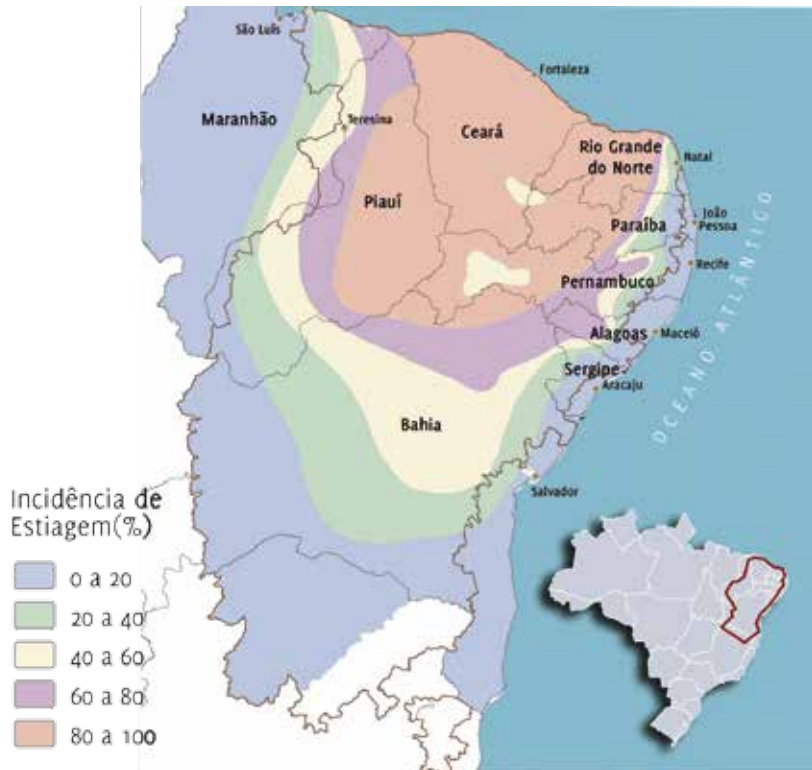 São Luís
Fortaleza
Maranhão
Teresina
Ceará
Rio Grande
do Norte
Natal
Piauí
Paraíba
João
Pessoa
Recife
Pernambuco
Alagoas
Maceió
Sergipe
Aracaju
OCEANO ATLÂNTICO
Bahia
Salvador
Incidência de
Estiagem(%)
0 a 20
20 a 40
40 a 60
60 a 80
80 a 100